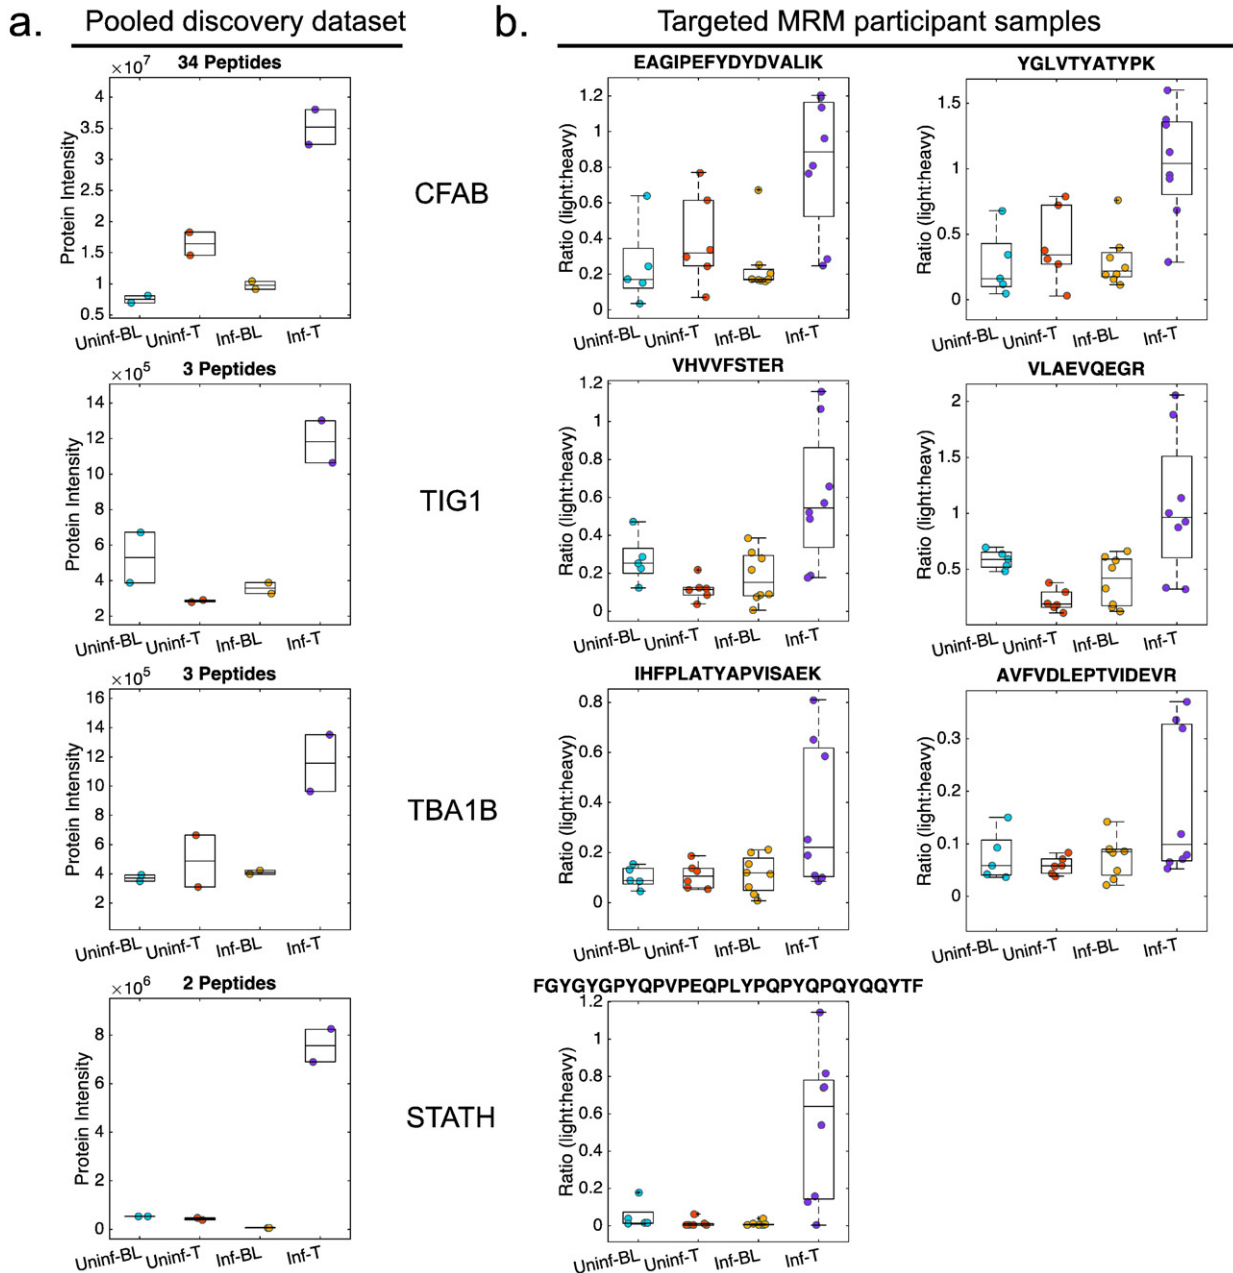 a. Pooled discovery dataset
b. Targeted MRM participant samples
×10⁷
34 Peptides
Protein Intensity
4
3.5
3
2.5
2
1.5
1
0.5
Uninf-BL
Uninf-T
Inf-BL
Inf-T
CFAB
EAGIPEFYDYDVALIK
Ratio (light:heavy)
1.2
1
0.8
0.6
0.4
0.2
0
Uninf-BL
Uninf-T
Inf-BL
Inf-T
YGLVTYATYPK
Ratio (light:heavy)
1.5
1
0.5
0
Uninf-BL
Uninf-T
Inf-BL
Inf-T
×10⁵
3 Peptides
Protein Intensity
14
12
10
8
6
4
2
Uninf-BL
Uninf-T
Inf-BL
Inf-T
TIG1
VHVVFSTER
Ratio (light:heavy)
1.2
1
0.8
0.6
0.4
0.2
0
Uninf-BL
Uninf-T
Inf-BL
Inf-T
VLAEVQEGR
Ratio (light:heavy)
2
1.5
1
0.5
Uninf-BL
Uninf-T
Inf-BL
Inf-T
×10⁵
3 Peptides
Protein Intensity
16
14
12
10
8
6
4
2
Uninf-BL
Uninf-T
Inf-BL
Inf-T
TBA1B
IHFPLATYAPVISAEK
Ratio (light:heavy)
0.8
0.6
0.4
0.2
0
Uninf-BL
Uninf-T
Inf-BL
Inf-T
AVFVDLEPTVIDEVR
Ratio (light:heavy)
0.3
0.2
0.1
0
Uninf-BL
Uninf-T
Inf-BL
Inf-T
×10⁶
2 Peptides
Protein Intensity
8
6
4
2
0
Uninf-BL
Uninf-T
Inf-BL
Inf-T
STATH
FGYGYGPYQPVPEQPLYPQPYQPQYQQYTF
Ratio (light:heavy)
1.2
1
0.8
0.6
0.4
0.2
0
Uninf-BL
Uninf-T
Inf-BL
Inf-T